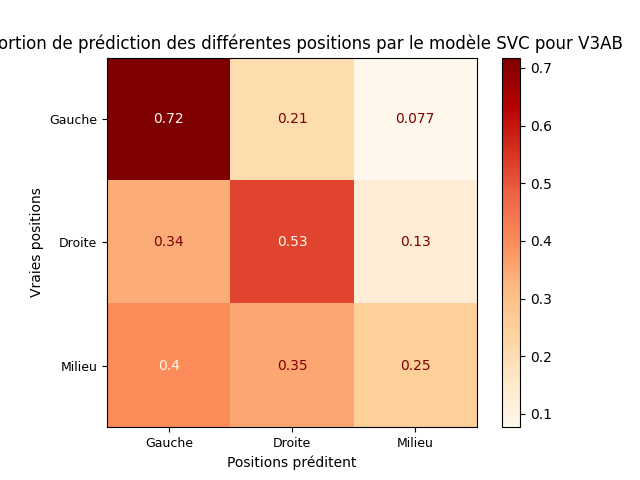 ortion de prédiction des différentes positions par le modèle SVC pour V3AB
Vraies positions
Gauche 0.72 0.21 0.077
Droite 0.34 0.53 0.13
Milieu 0.4 0.35 0.25
Gauche Droite Milieu
Positions préditent
0.7
0.6
0.5
0.4
0.3
0.2
0.1